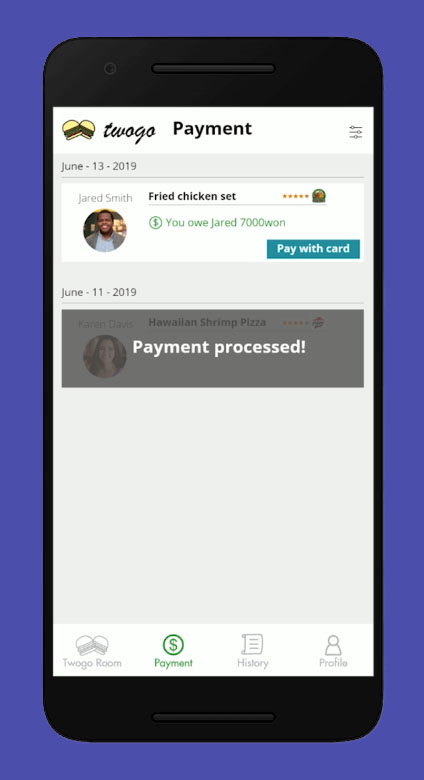 twogo Payment
June - 13 - 2019
Jared Smith
Fried chicken set
You owe Jared 7000won
Pay with card
June - 11 - 2019
Karen Davis
Hawaiian Shrimp Pizza
Payment processed!
Twogo Room
Payment
History
Profile